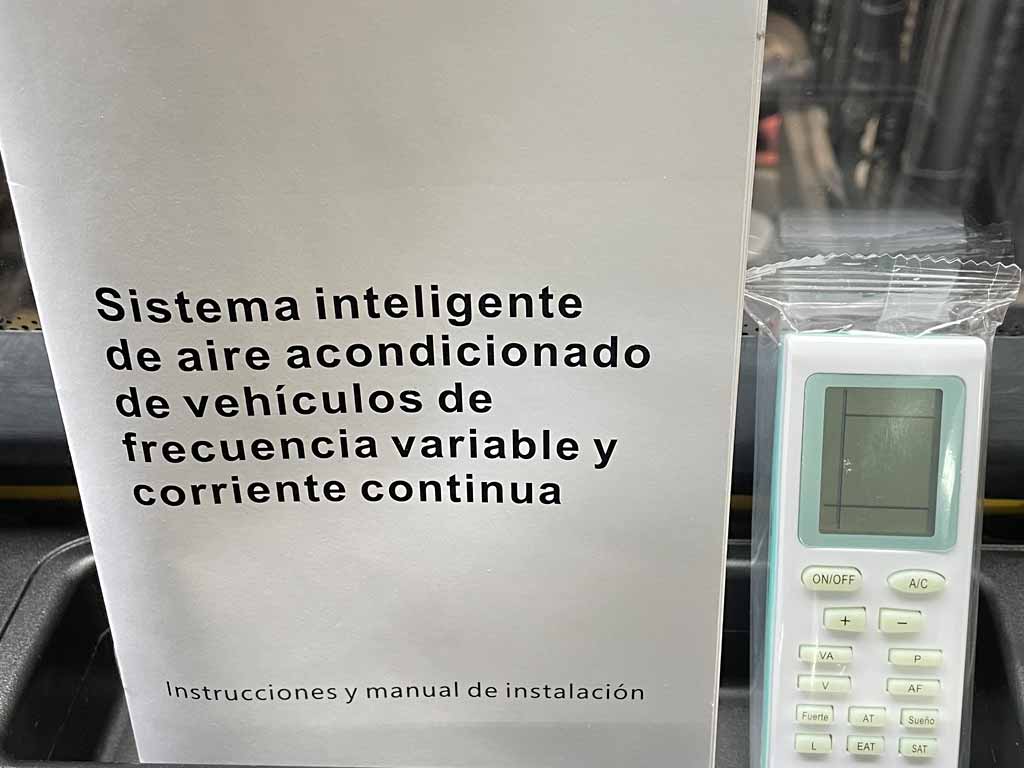 Sistema inteligente
de aire acondicionado
de vehículos de
frecuencia variable y
corriente continua
Instrucciones y manual de instalación
ON/OFF A/C
+ −
VA P
V AF
Fuerte AT Sueño
L EAT SAT